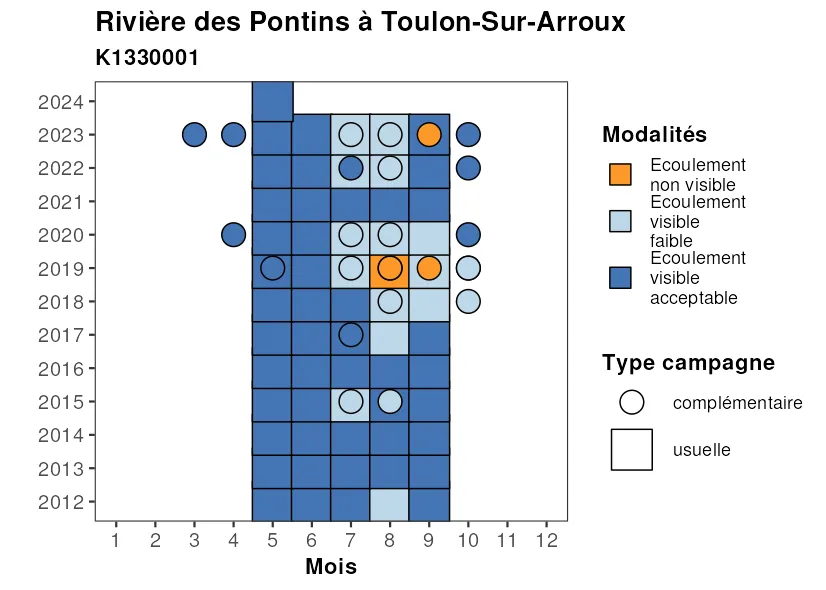 Rivière des Pontins à Toulon-Sur-Arroux
K1330001
2024
2023
2022
2021
2020
2019
2018
2017
2016
2015
2014
2013
2012
1 2 3 4 5 6 7 8 9 10 11 12
Mois
Modalités
Ecoulement
non visible
Ecoulement
visible
faible
Ecoulement
visible
acceptable
Type campagne
complémentaire
usuelle